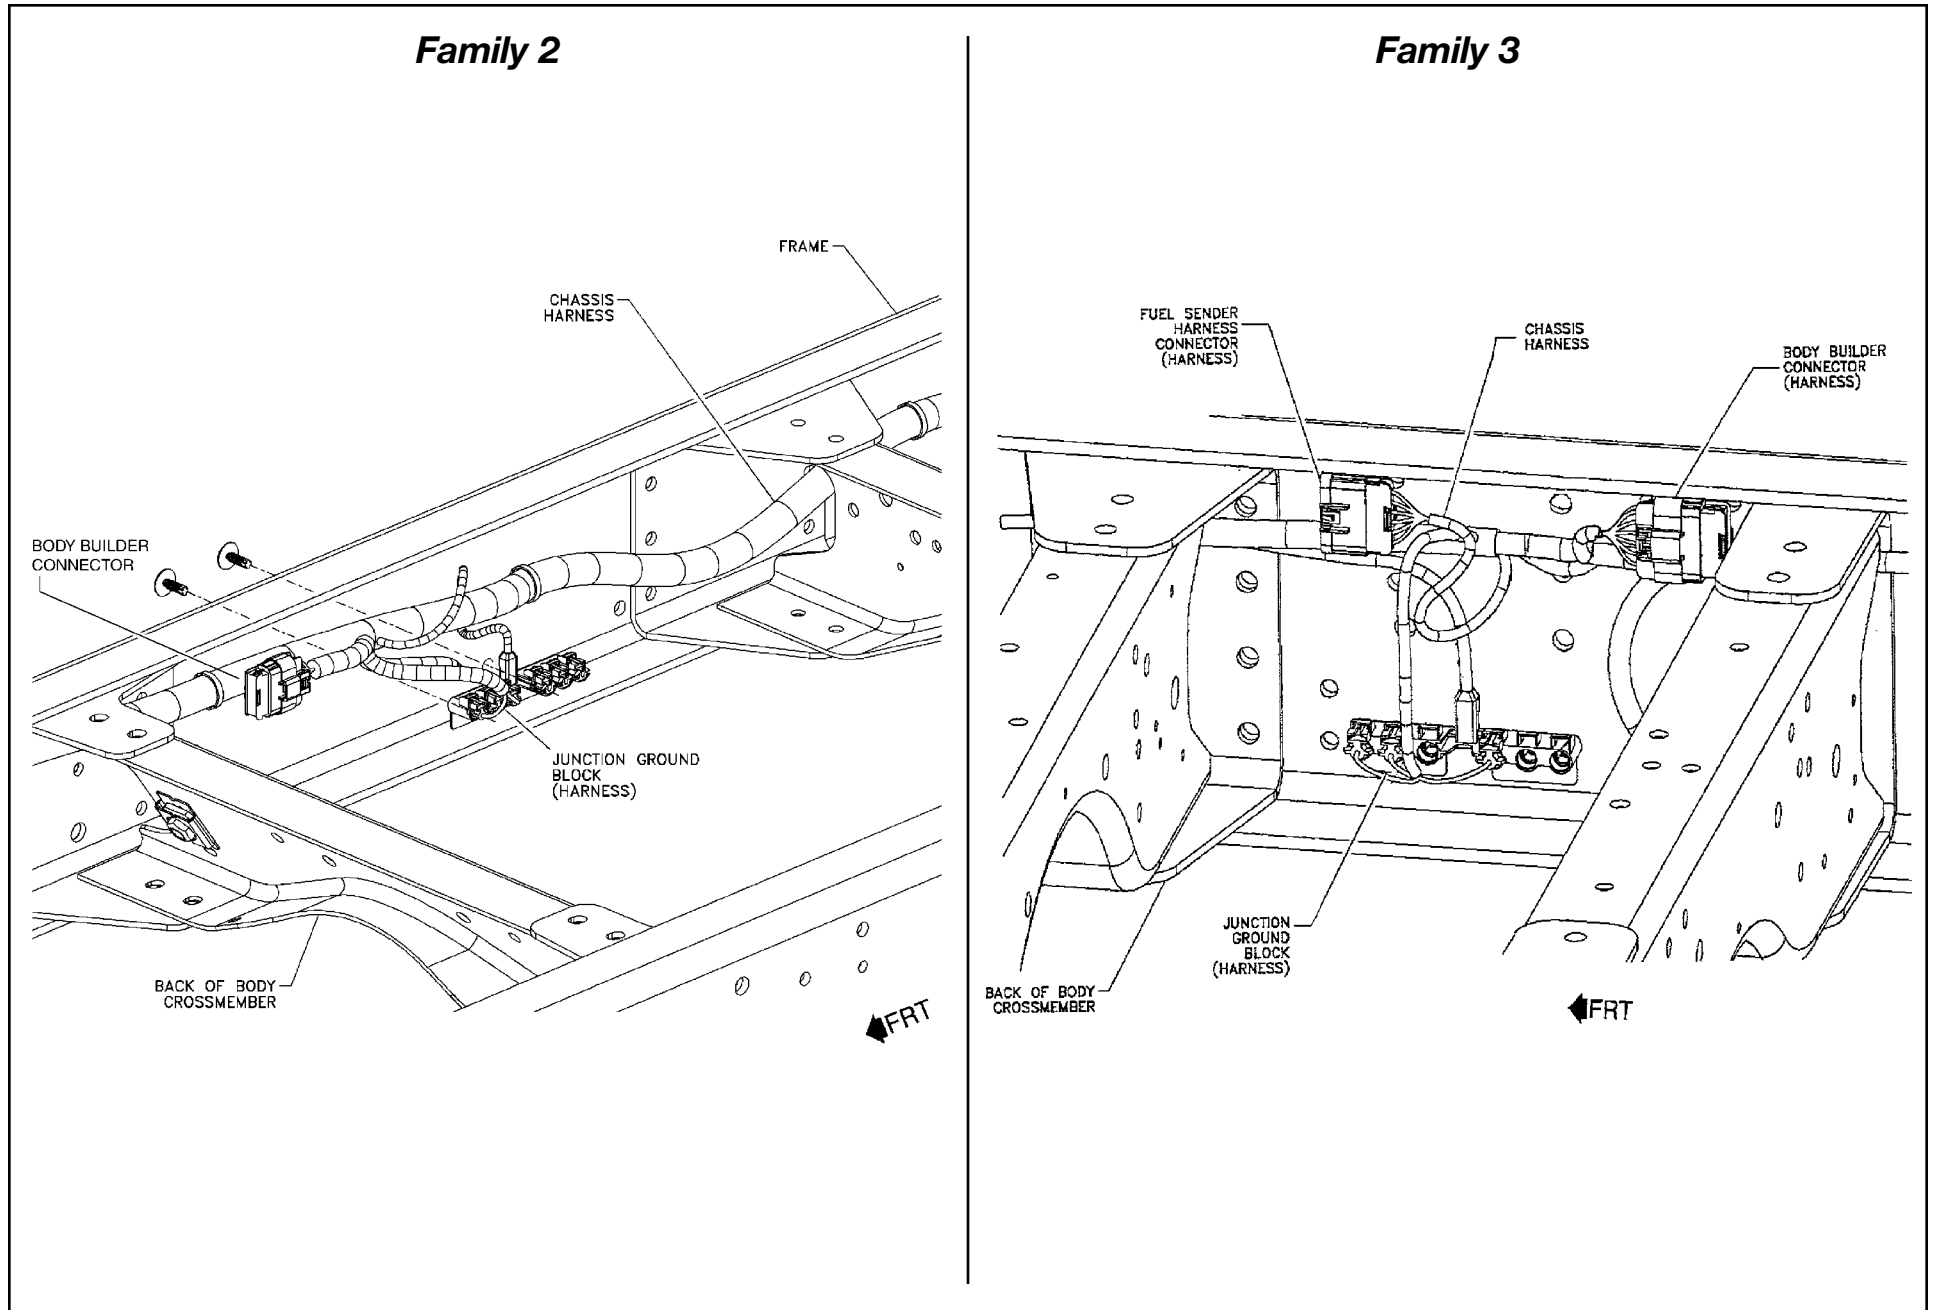 Family 2
FRAME
CHASSIS
HARNESS
BODY BUILDER
CONNECTOR
JUNCTION GROUND
BLOCK
(HARNESS)
BACK OF BODY
CROSSMEMBER
FRT
Family 3
FUEL SENDER
HARNESS
CONNECTOR
(HARNESS)
CHASSIS
HARNESS
BODY BUILDER
CONNECTOR
(HARNESS)
JUNCTION
GROUND
BLOCK
(HARNESS)
BACK OF BODY
CROSSMEMBER
FRT